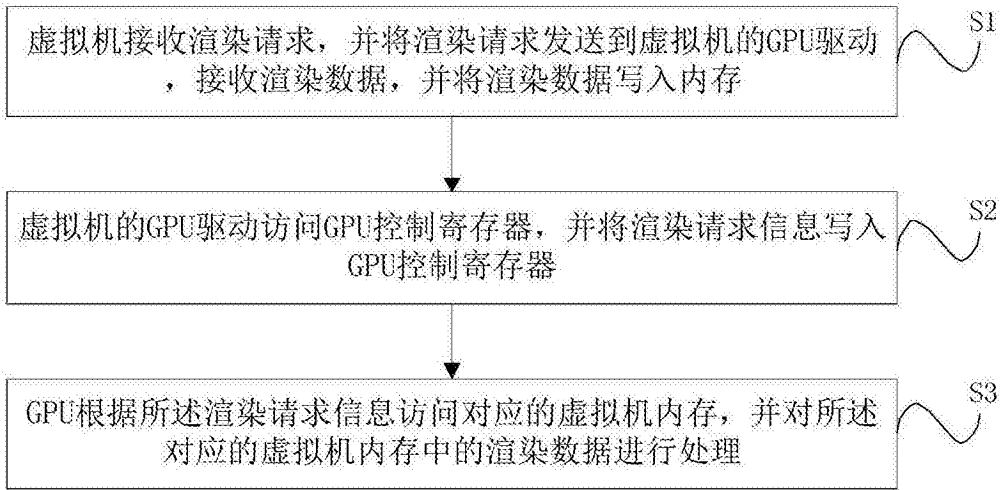 虚拟机接收渲染请求，并将渲染请求发送到虚拟机的GPU驱动
，接收渲染数据，并将渲染数据写入内存
S1
虚拟机的GPU驱动访问GPU控制寄存器，并将渲染请求信息写入
GPU控制寄存器
S2
GPU根据所述渲染请求信息访问对应的虚拟机内存，并对所述
对应的虚拟机内存中的渲染数据进行处理
S3